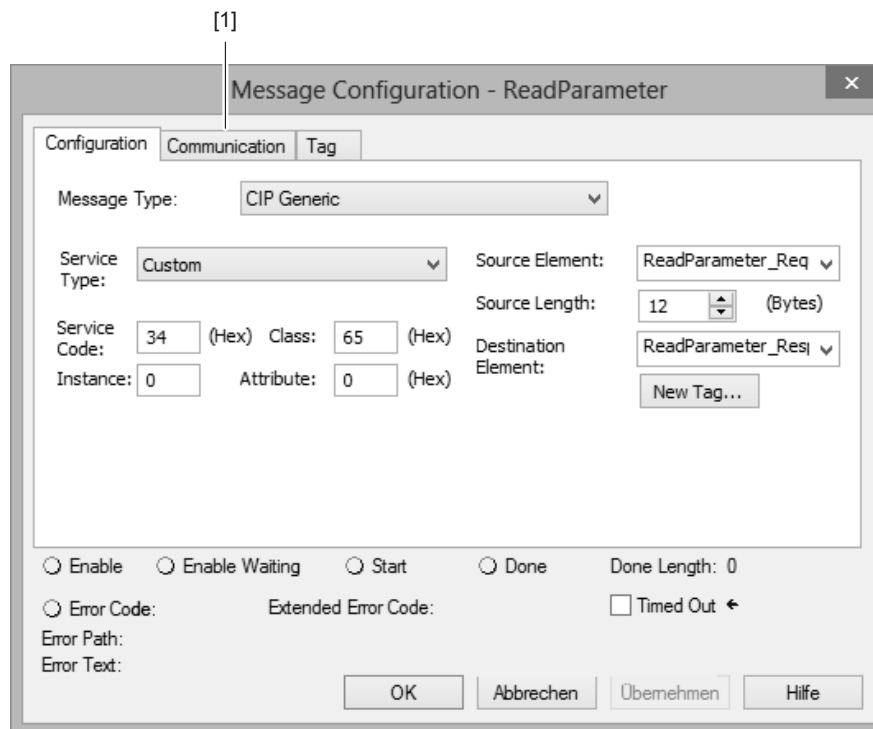 [1]
Message Configuration - ReadParameter
Configuration Communication Tag
Message Type: CIP Generic
Service Type: Custom
Source Element: ReadParameter_Req
Source Length: 12 (Bytes)
Service Code: 34 (Hex) Class: 65 (Hex)
Destination Element: ReadParameter_Res
Instance: 0 Attribute: 0 (Hex)
New Tag...
Enable Enable Waiting Start Done Done Length: 0
Error Code: Extended Error Code: Timed Out
Error Path:
Error Text:
OK Abbrechen Übernehmen Hilfe